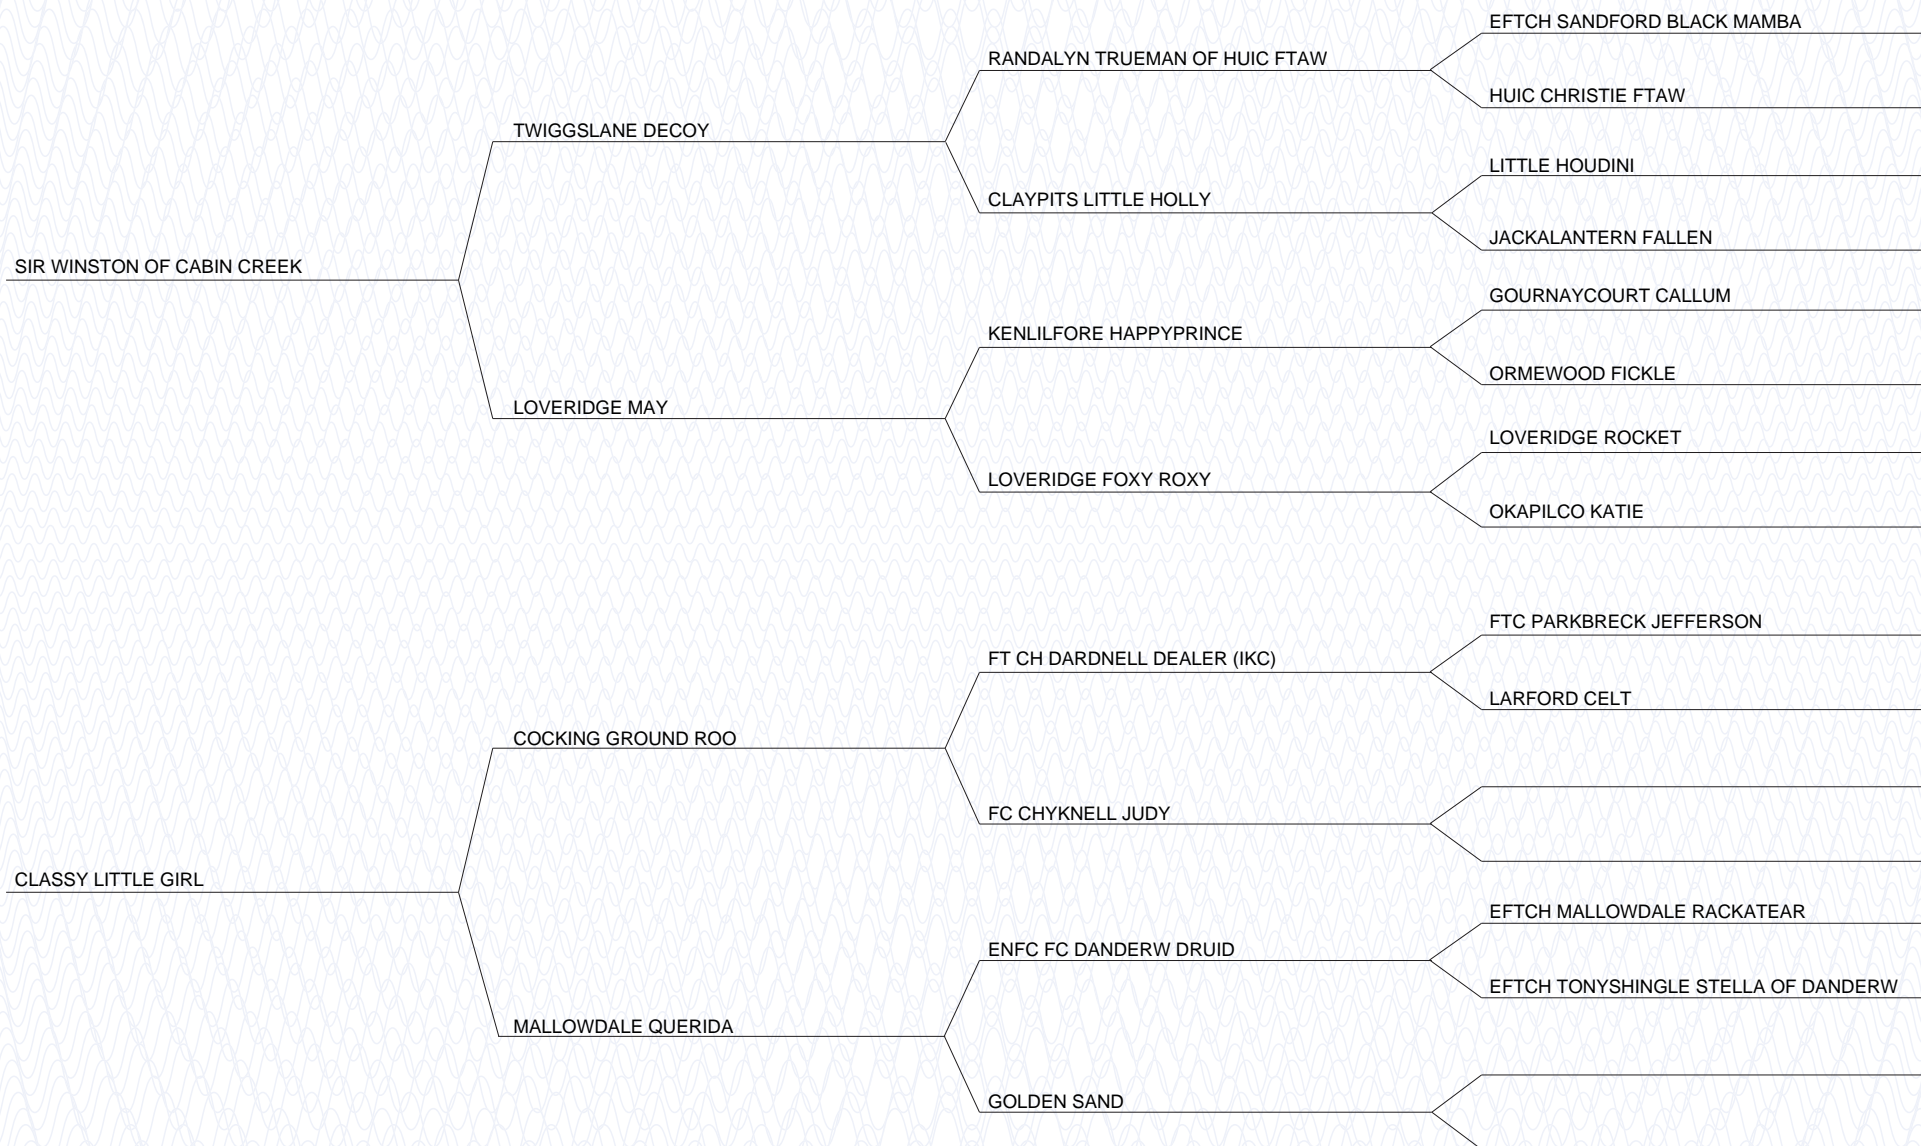 EFTCH SANDFORD BLACK MAMBA
RANDALYN TRUEMAN OF HUIC FTAW
HUIC CHRISTIE FTAW
TWIGGSLANE DECOY
LITTLE HOUDINI
CLAYPITS LITTLE HOLLY
JACKALANTERN FALLEN
SIR WINSTON OF CABIN CREEK
GOURNAYCOURT CALLUM
KENLILFORE HAPPYPRINCE
ORMEWOOD FICKLE
LOVERIDGE MAY
LOVERIDGE ROCKET
LOVERIDGE FOXY ROXY
OKAPILCO KATIE
FTC PARKBRECK JEFFERSON
FT CH DARDNELL DEALER (IKC)
LARFORD CELT
COCKING GROUND ROO
FC CHYKNELL JUDY
CLASSY LITTLE GIRL
EFTCH MALLOWDALE RACKATEAR
ENFC FC DANDERW DRUID
EFTCH TONYSHINGLE STELLA OF DANDERW
MALLOWDALE QUERIDA
GOLDEN SAND